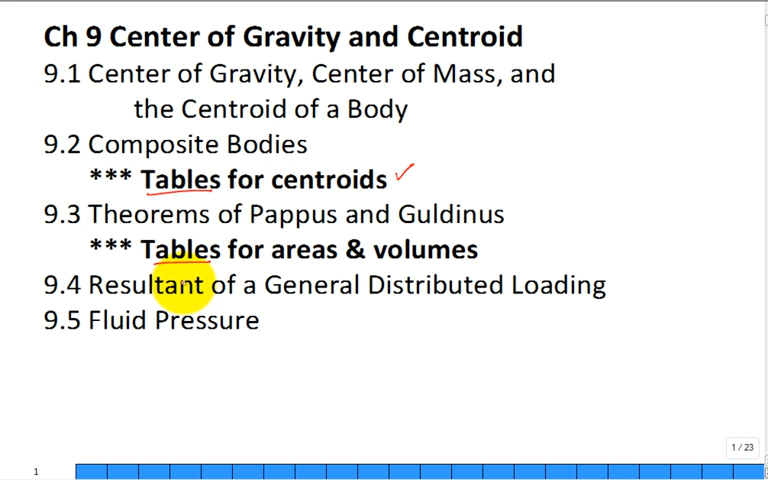 Ch 9 Center of Gravity and Centroid
9.1 Center of Gravity, Center of Mass, and
the Centroid of a Body
9.2 Composite Bodies
*** Tables for centroids
9.3 Theorems of Pappus and Guldinus
*** Tables for areas & volumes
9.4 Resultant of a General Distributed Loading
9.5 Fluid Pressure
1 / 23
1